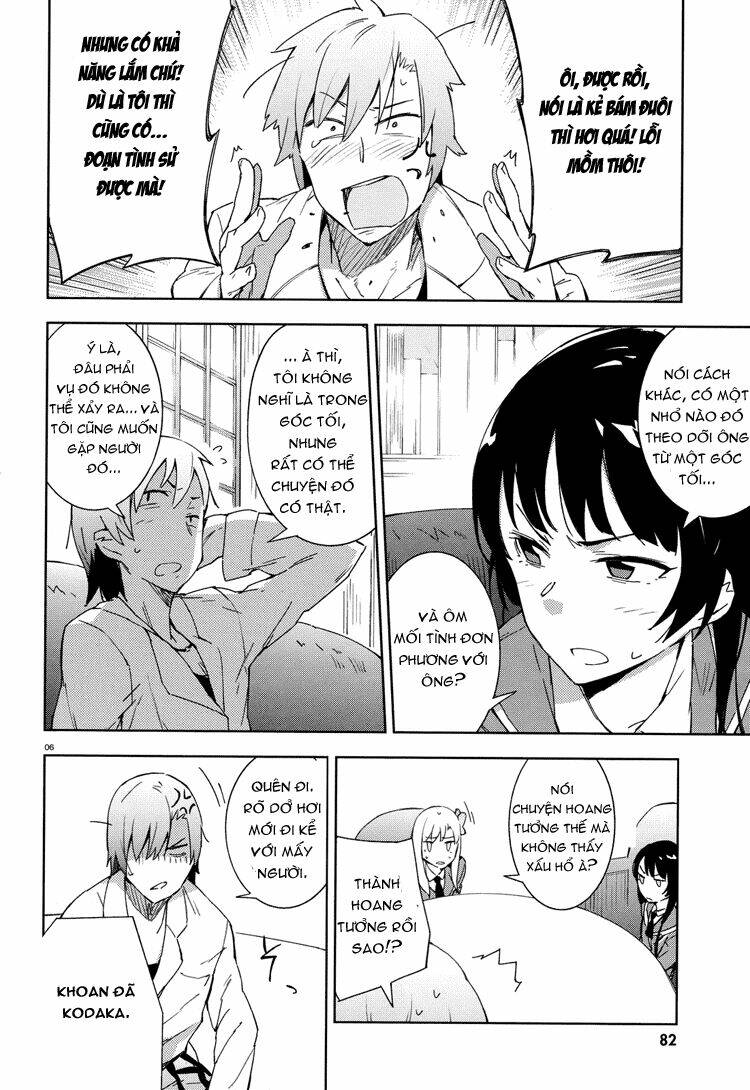 ÔI, ĐƯỢC RỒI,
NÓI LÀ KẺ BÁM ĐUÔI
THÌ HƠI QUÁ! LỖI
MỒM THÔI!
NHƯNG CÓ KHẢ
NĂNG LẮM CHỨ!
DÙ LÀ TÔI THÌ
CŨNG CÓ...
ĐOẠN TÌNH SỬ
ĐƯỢC MÀ!
NÓI CÁCH
KHÁC, CÓ MỘT
NHỎ NÀO ĐÓ
THEO DÕI ÔNG
TỪ MỘT GÓC
TỐI...
VÀ ÔM
MỐI TÌNH ĐƠN
PHƯƠNG VỚI
ÔNG?
... À THÌ,
TÔI KHÔNG
NGHĨ LÀ TRONG
GÓC TỐI,
NHƯNG
RẤT CÓ THỂ
CHUYỆN ĐÓ
CÓ THẬT.
Ý LÀ,
ĐÂU PHẢI
VỤ ĐÓ KHÔNG
THỂ XẢY RA... VÀ
TÔI CŨNG MUỐN
GẶP NGƯỜI
ĐÓ...
06
NÓI
CHUYỆN HOANG
TƯỞNG THẾ MÀ
KHÔNG THẤY
XẤU HỔ À?
THÀNH
HOANG
TƯỞNG RỒI
SAO!?
QUÊN ĐI.
RÕ DỞ HƠI
MỚI ĐI KỂ
VỚI MẤY
NGƯỜI.
KHOAN ĐÃ
KODAKA.
82